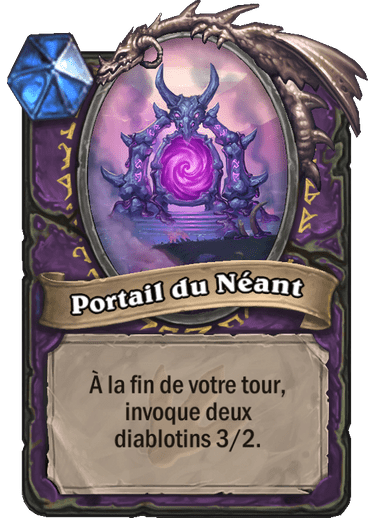 Portail du Néant
À la fin de votre tour,
invoque deux
diablotins 3/2.